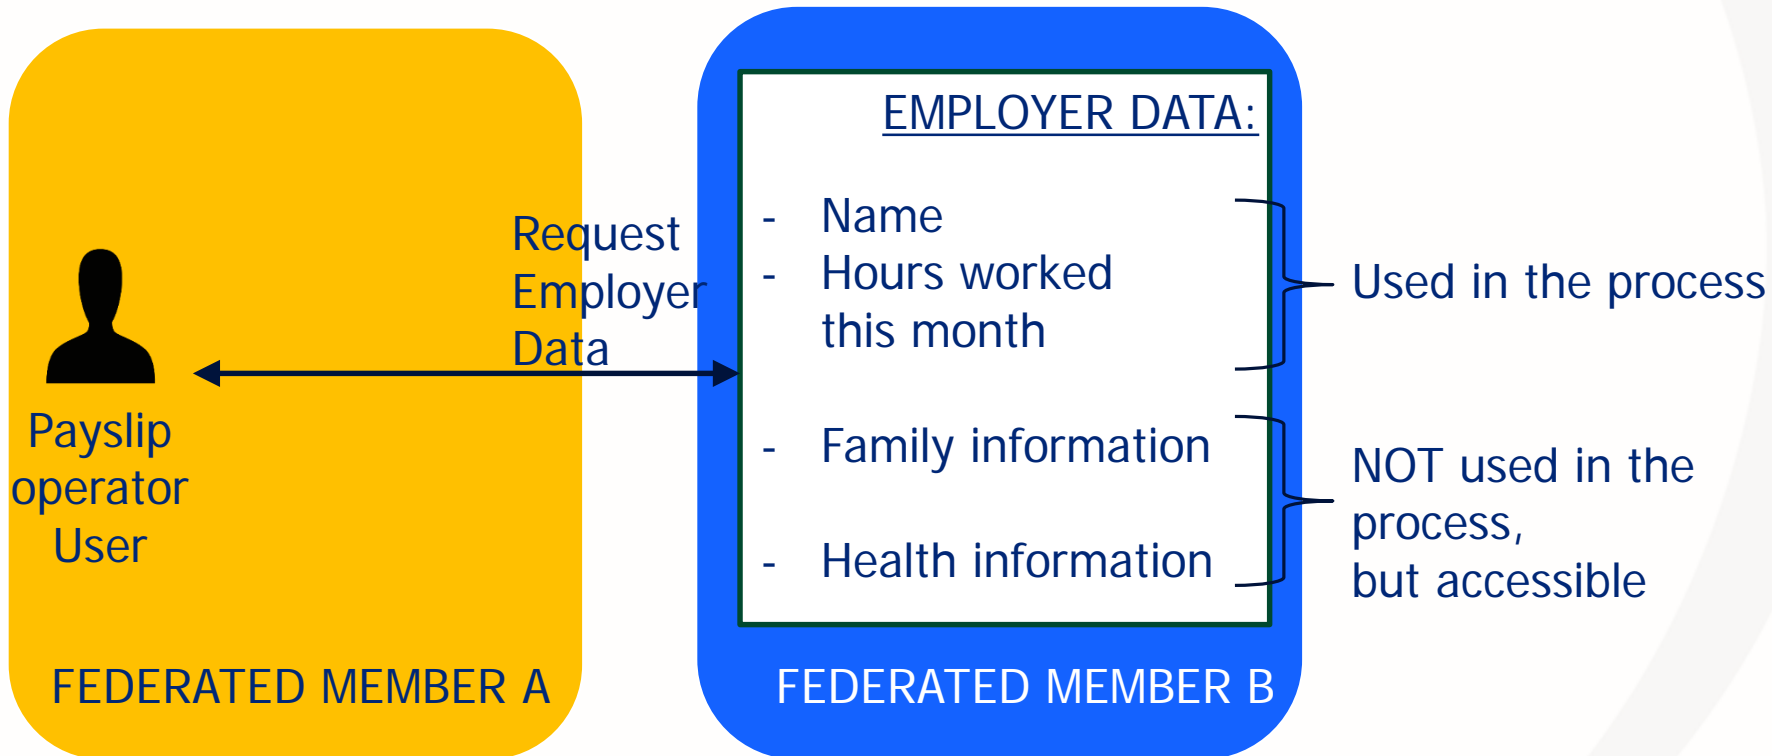 EMPLOYER DATA:
- Name
- Hours worked
this month
- Family information
- Health information
Request
Employer
Data
Used in the process
NOT used in the
process,
but accessible
Payslip
operator
User
FEDERATED MEMBER A
FEDERATED MEMBER B